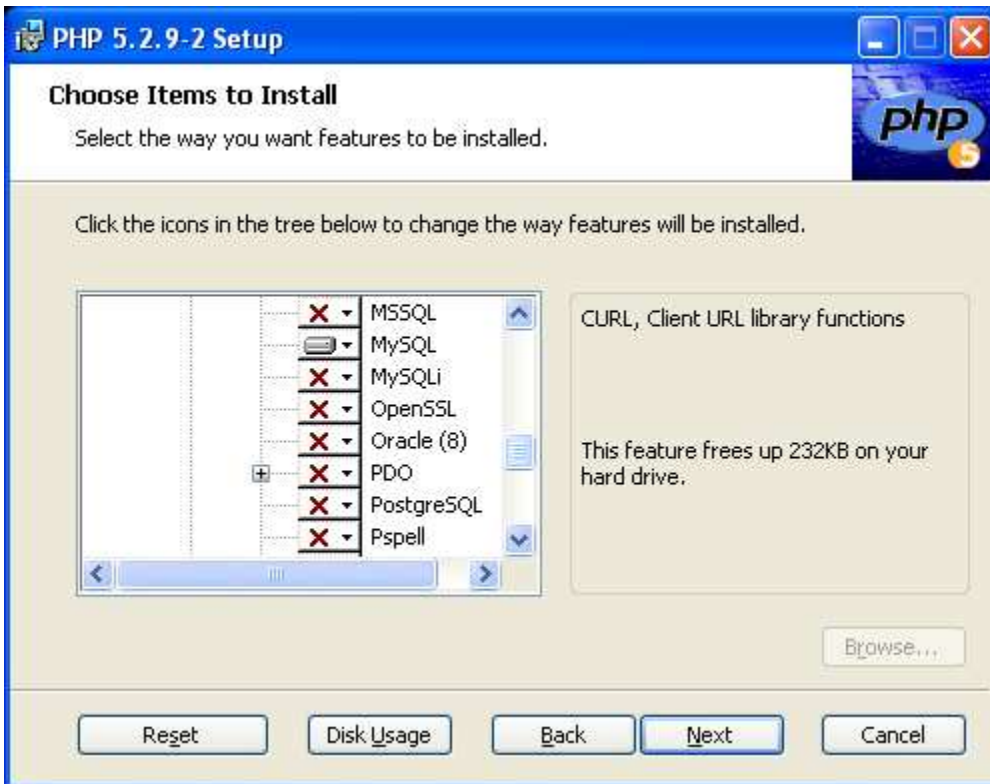 PHP 5.2.9-2 Setup
Choose Items to Install
Select the way you want features to be installed.
php
5
Click the icons in the tree below to change the way features will be installed.
MSSQL
MySQL
MySQLi
OpenSSL
Oracle (8)
PDO
PostgreSQL
Pspell
CURL, Client URL library functions
This feature frees up 232KB on your
hard drive.
Browse...
Reset
Disk Usage
Back
Next
Cancel